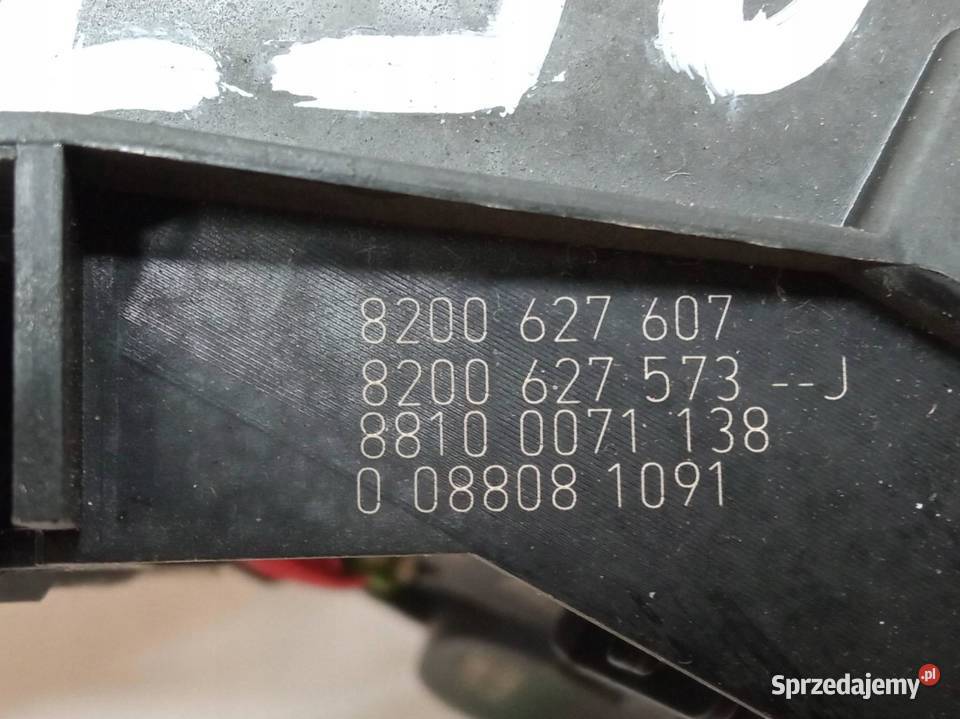 8200 627 607
8200 627 573 --J
8810 0071 138
0 08808 1091
Sprzedajemy.pl